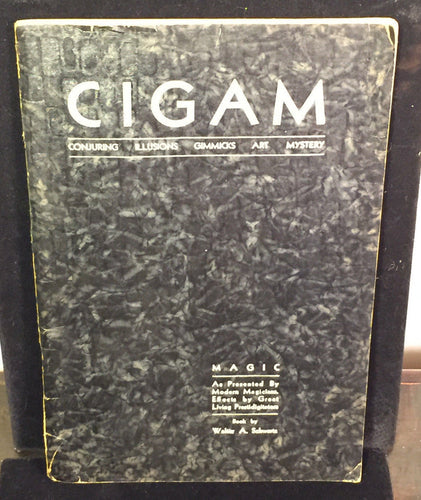 CIGAM
CONJURING ILLUSIONS GIMMICKS ART MYSTERY
MAGIC
As Presented By
Modern Magicians.
Effects by Great
Living Prestidigitators
Book by
Walter A. Schwartz